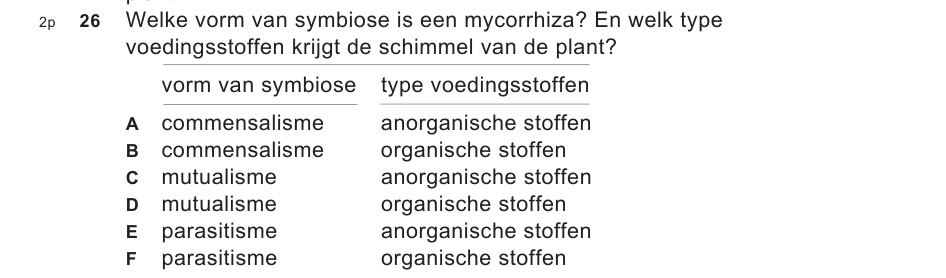 2p 26 Welke vorm van symbiose is een mycorrhiza? En welk type
voedingsstoffen krijgt de schimmel van de plant?
vorm van symbiose type voedingsstoffen
A commensalisme anorganische stoffen
B commensalisme organische stoffen
C mutualisme anorganische stoffen
D mutualisme organische stoffen
E parasitisme anorganische stoffen
F parasitisme organische stoffen